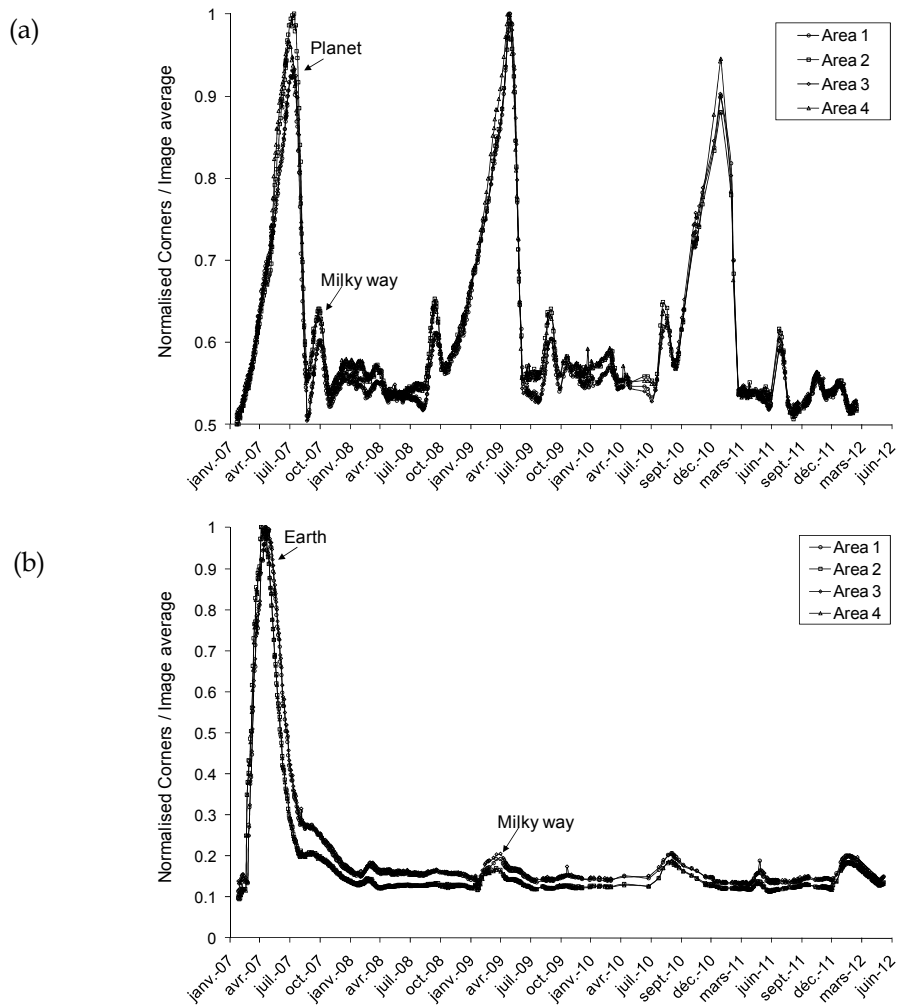 (a)
Normalised Corners / Image average
1
0.9
0.8
0.7
0.6
0.5
Planet
Milky way
Area 1
Area 2
Area 3
Area 4
janv.-07
avr.-07
juil.-07
oct.-07
janv.-08
avr.-08
juil.-08
oct.-08
janv.-09
avr.-09
juil.-09
oct.-09
janv.-10
avr.-10
juil.-10
sept.-10
déc.-10
mars-11
juin-11
sept.-11
déc.-11
mars-12
juin-12
(b)
Normalised Corners / Image average
1
0.9
0.8
0.7
0.6
0.5
0.4
0.3
0.2
0.1
0
Earth
Milky way
Area 1
Area 2
Area 3
Area 4
janv.-07
avr.-07
juil.-07
oct.-07
janv.-08
avr.-08
juil.-08
oct.-08
janv.-09
avr.-09
juil.-09
oct.-09
janv.-10
avr.-10
juil.-10
sept.-10
déc.-10
mars-11
juin-11
sept.-11
déc.-11
mars-12
juin-12